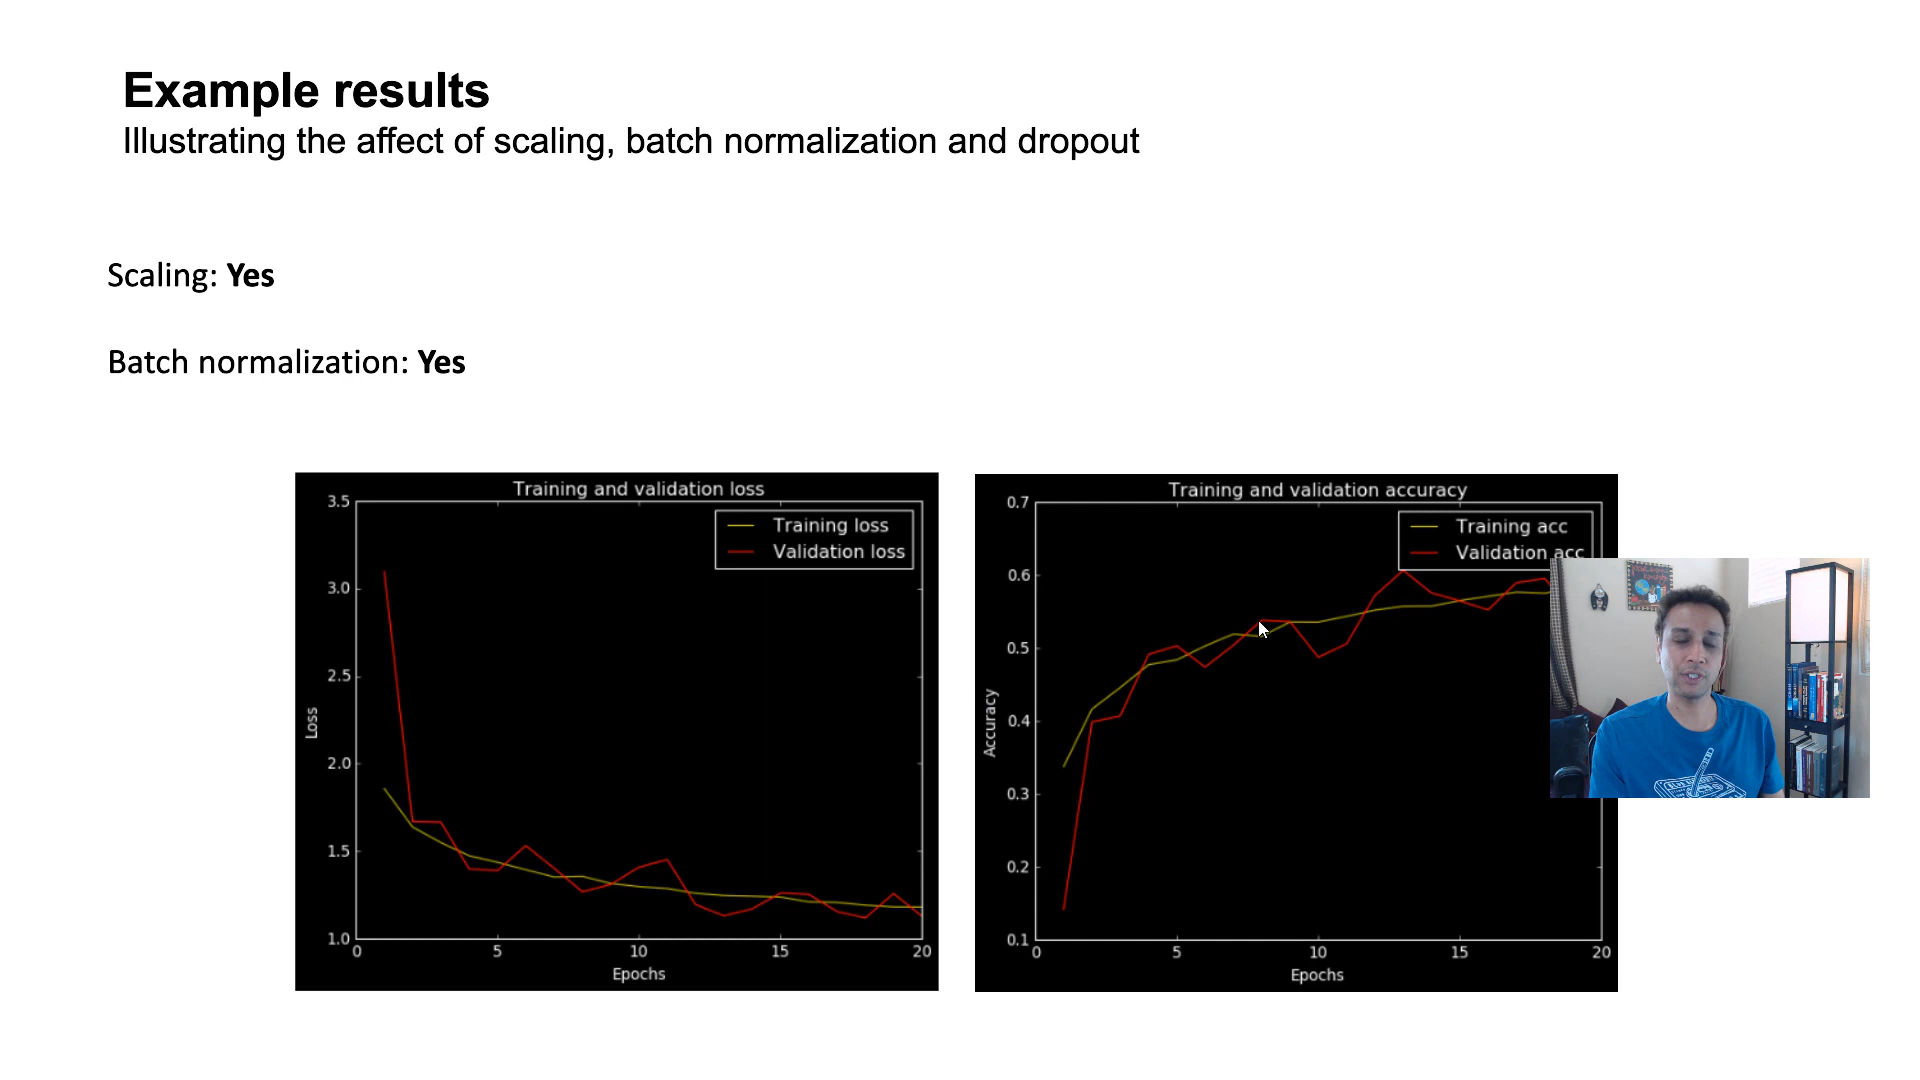 Example results
Illustrating the affect of scaling, batch normalization and dropout
Scaling: Yes
Batch normalization: Yes
Training and validation loss
Training loss
Validation loss
3.5
3.0
2.5
2.0
1.5
1.0
Loss
0
5
10
15
20
Epochs
Training and validation accuracy
Training acc
Validation acc
0.7
0.6
0.5
0.4
0.3
0.2
0.1
Accuracy
0
5
10
15
20
Epochs